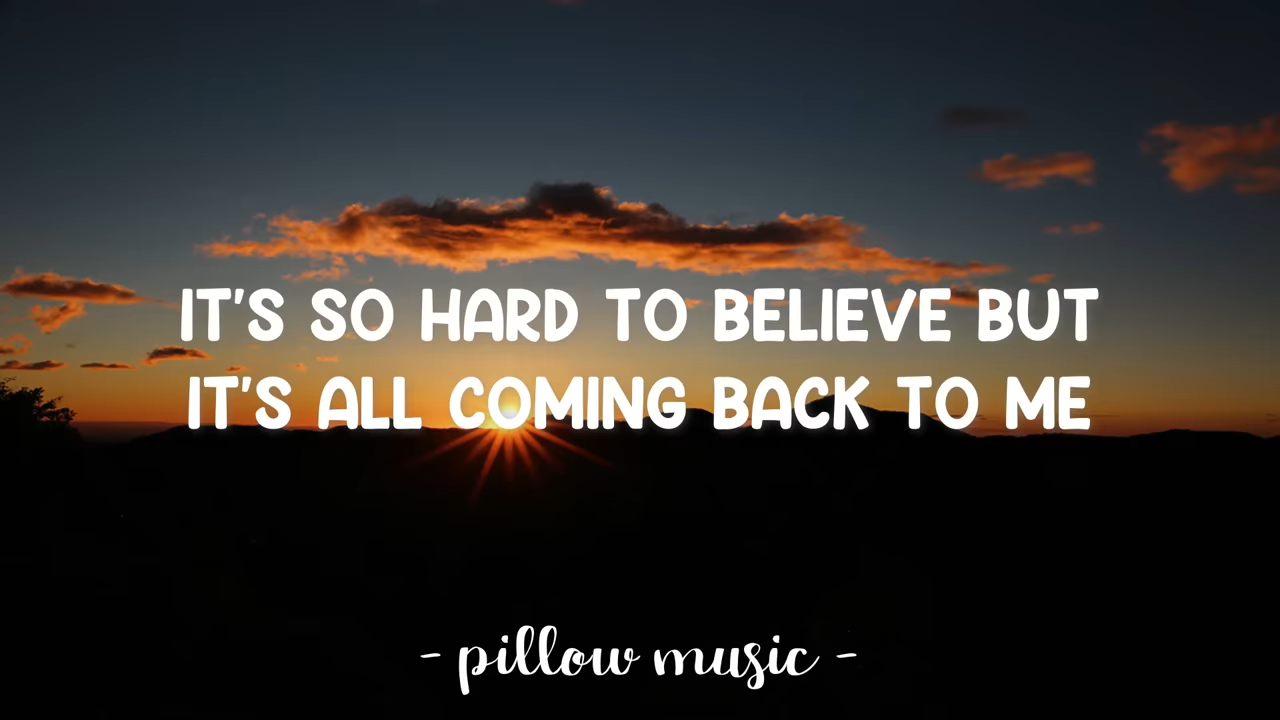 IT'S SO HARD TO BELIEVE BUT
IT'S ALL COMING BACK TO ME
- pillow music -